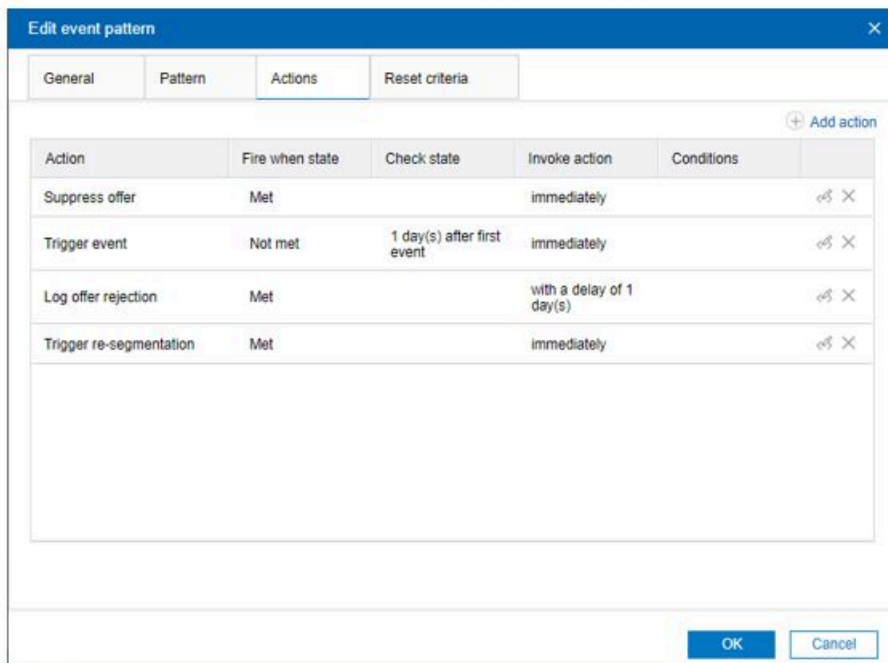 Edit event pattern
General Pattern Actions Reset criteria
Add action
Action Fire when state Check state Invoke action Conditions
Suppress offer Met immediately
Trigger event Not met 1 day(s) after first
event immediately
Log offer rejection Met with a delay of 1
day(s)
Trigger re-segmentation Met immediately
OK Cancel